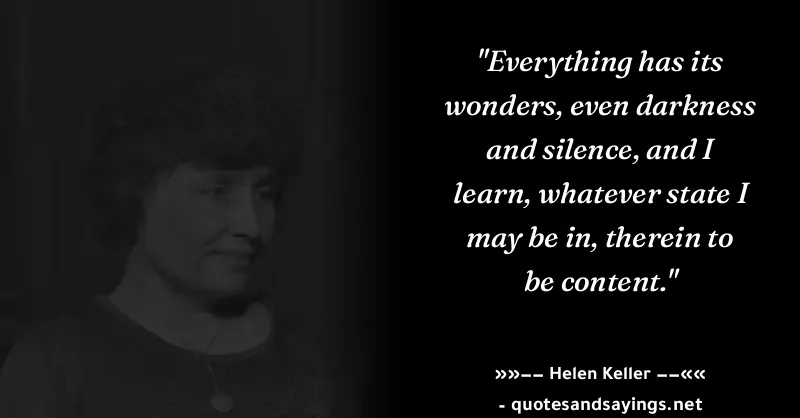 "Everything has its
wonders, even darkness
and silence, and I
learn, whatever state I
may be in, therein to
be content."
»»−− Helen Keller −−««
- quotesandsayings.net